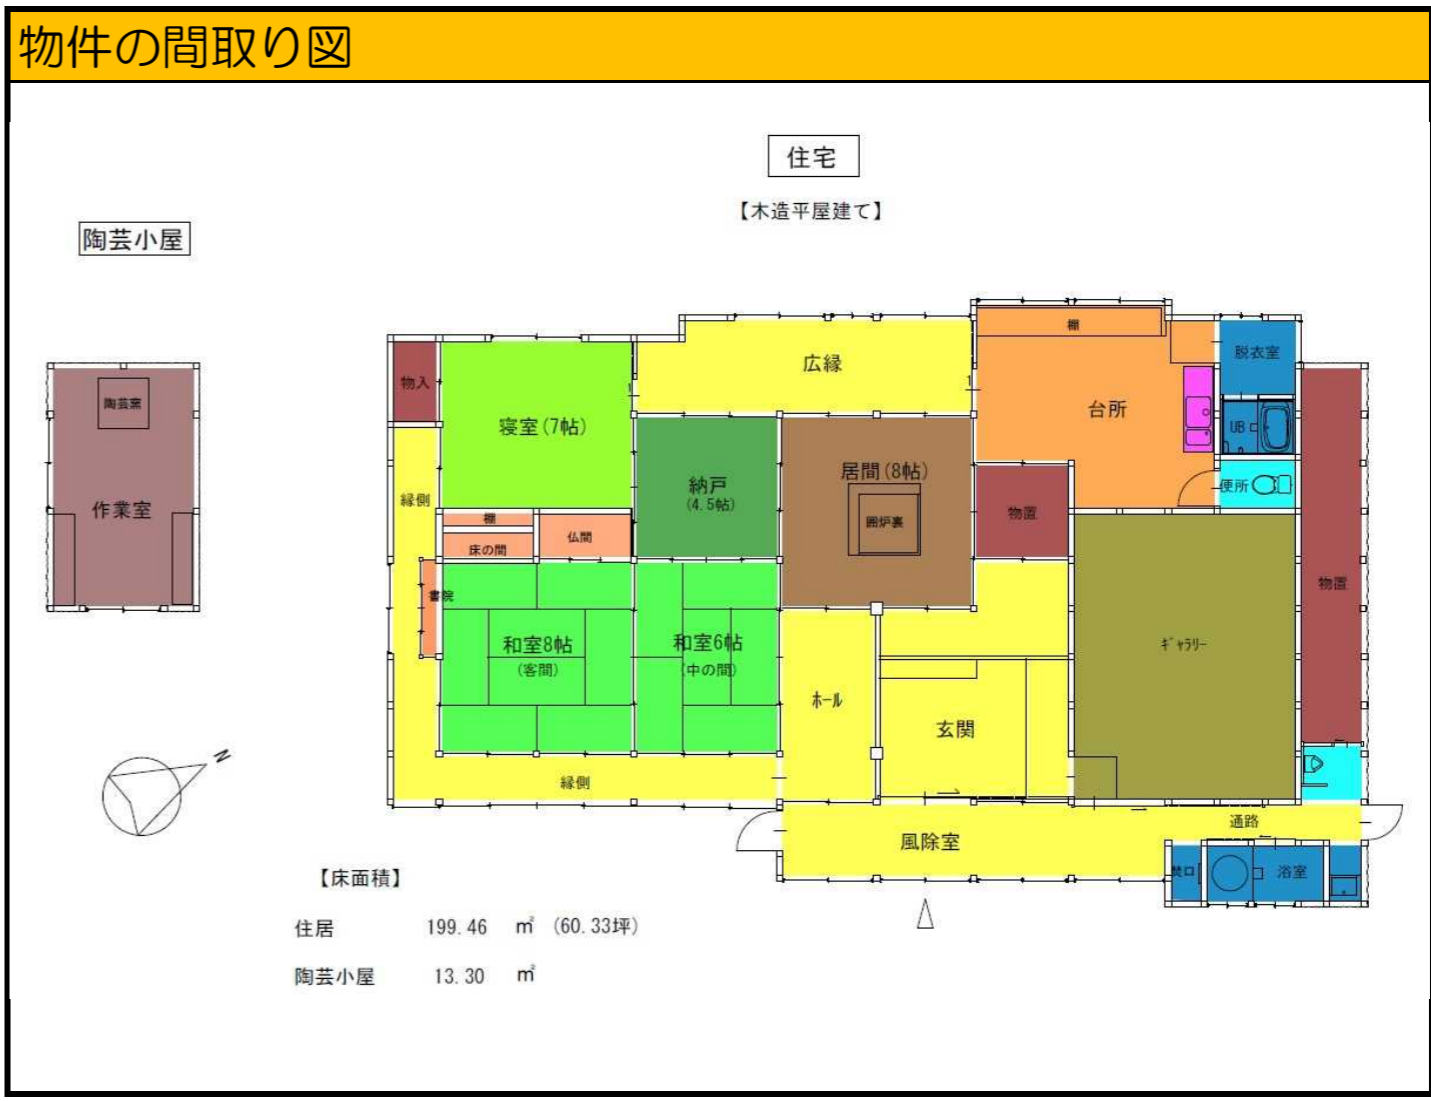 物件の間取り図
住宅
【木造平屋建て】
陶芸小屋
陶芸窯
作業室
物入
寝室(7帖)
広縁
棚
台所
脱衣室
UB
便所
縁側
納戸
(4.5帖)
居間(8帖)
囲炉裏
物置
棚
床の間
仏間
書院
和室8帖
(客間)
和室6帖
(中の間)
ホール
玄関
ギャラリー
物置
縁側
風除室
通路
焚口
浴室
N
【床面積】
住居 199.46 ㎡ (60.33坪)
陶芸小屋 13.30 ㎡